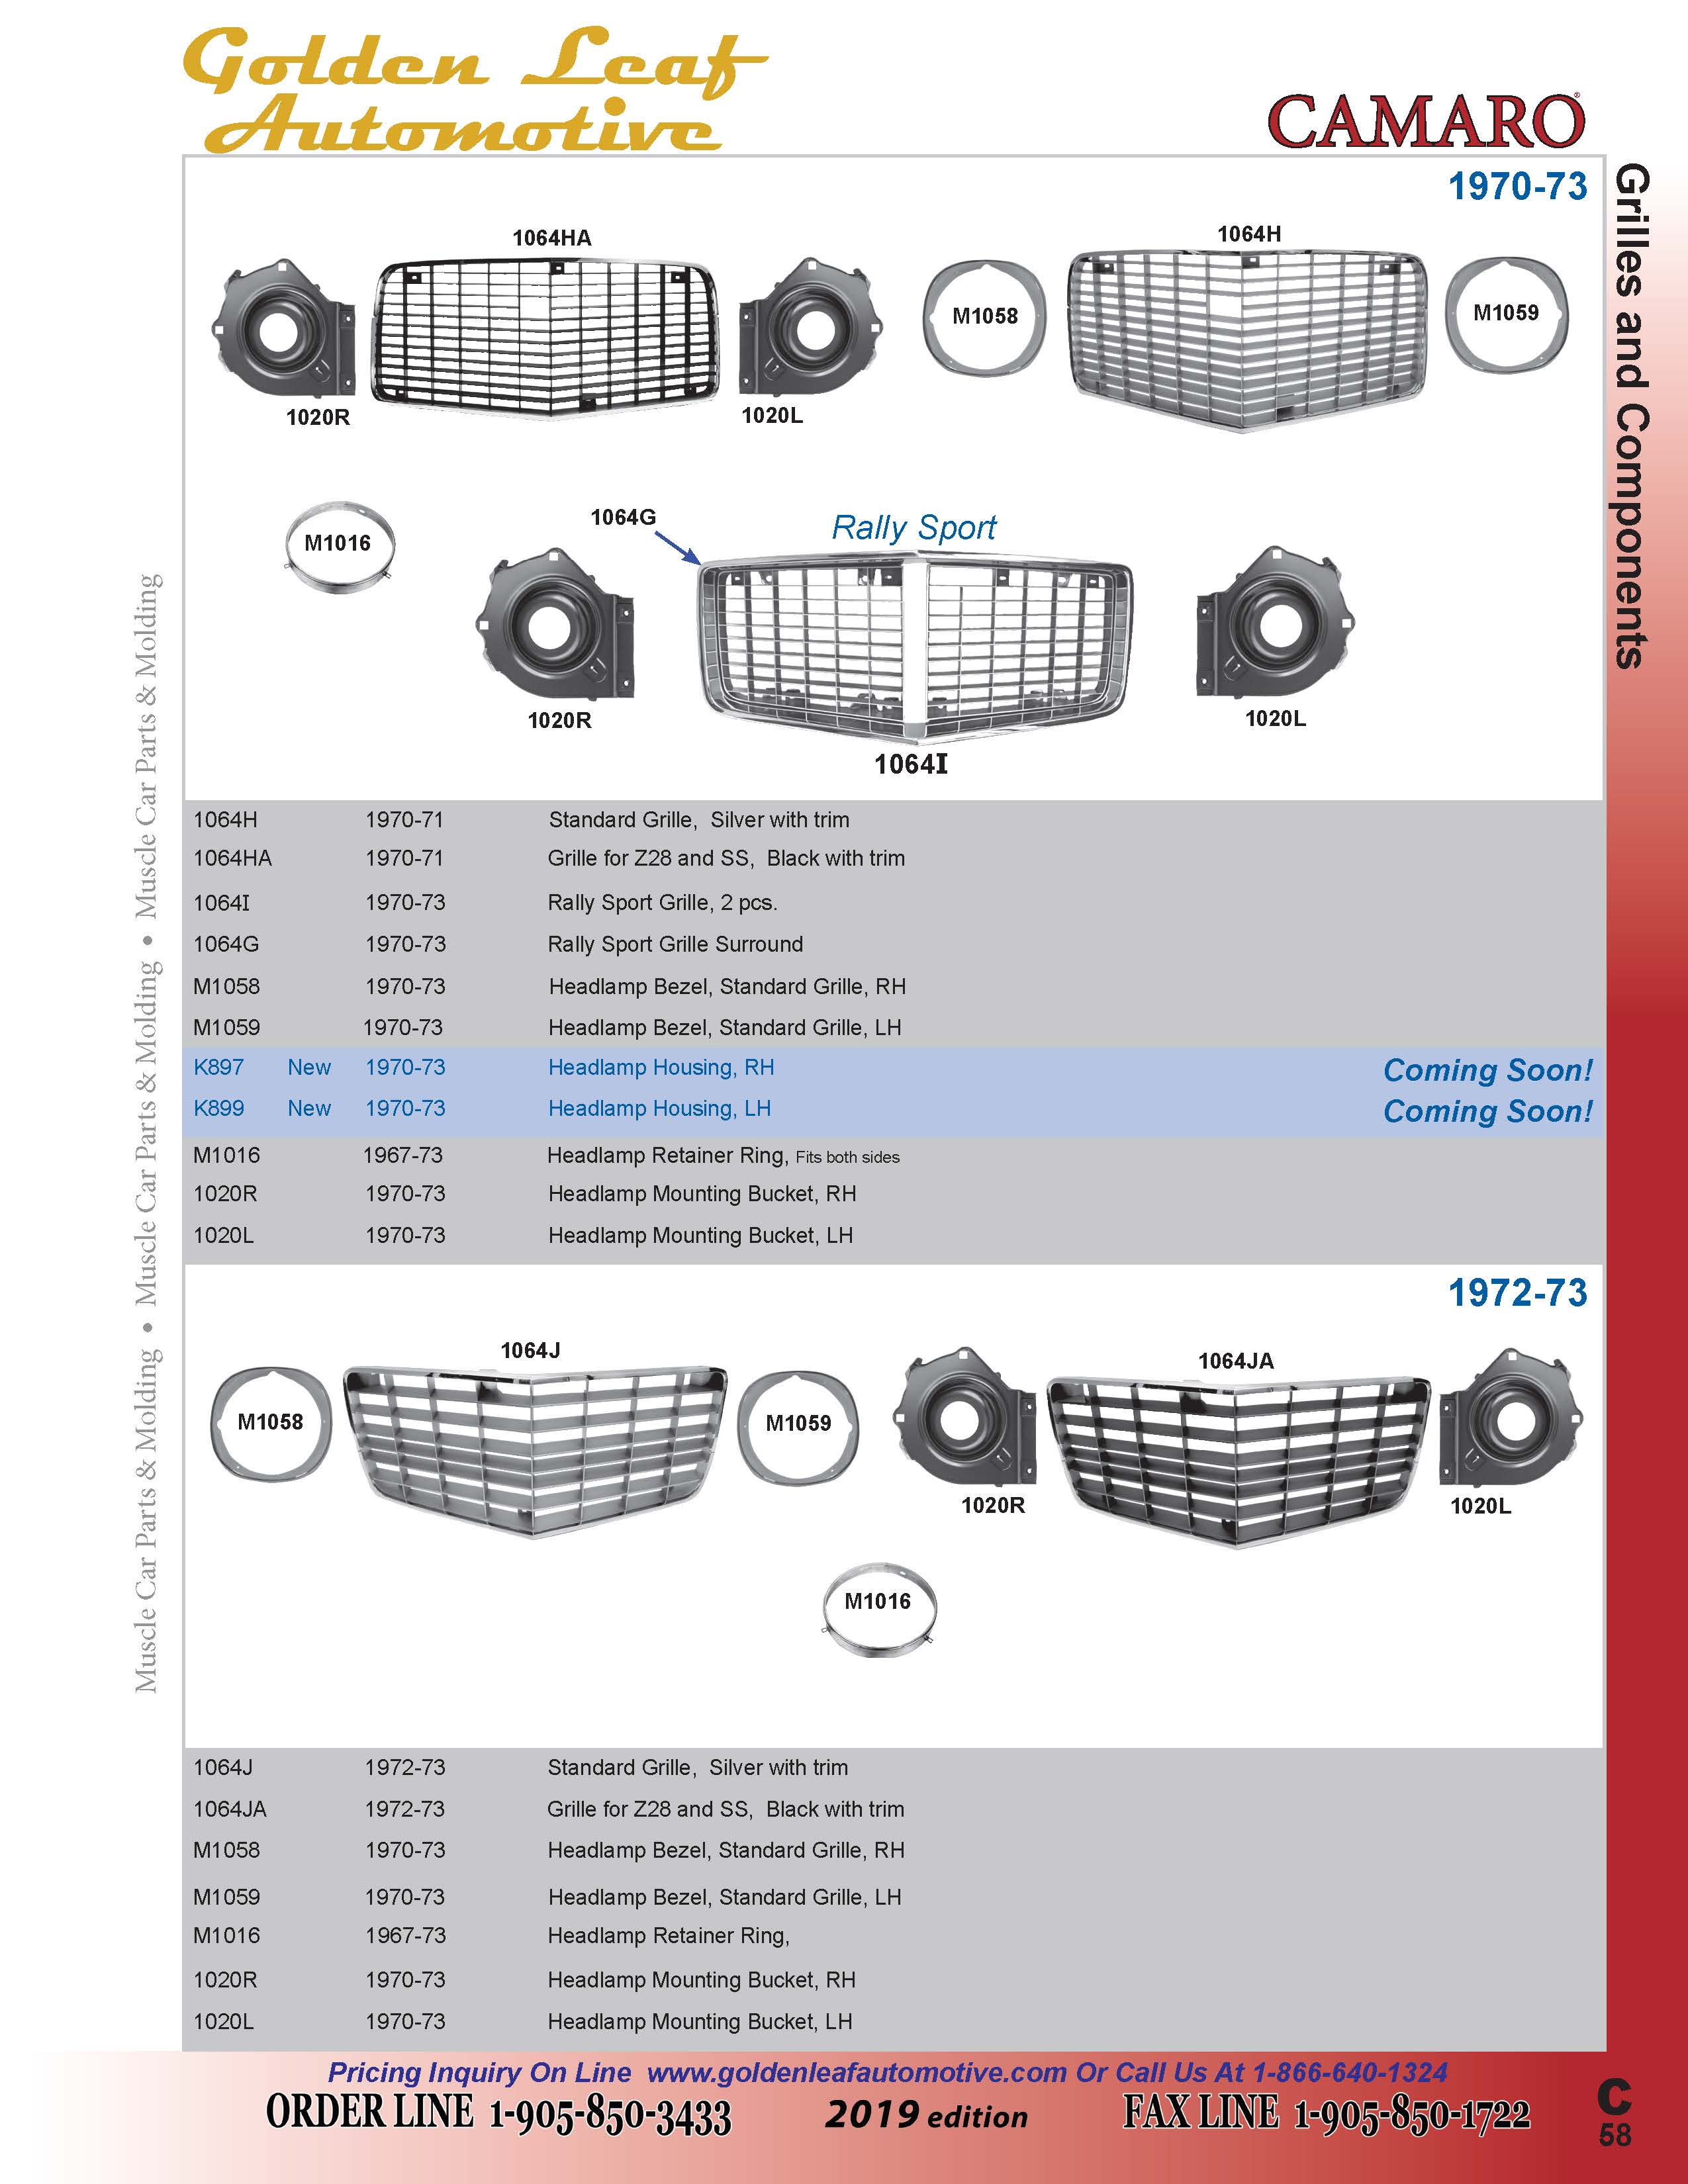 Golden Leaf
Automotive
CAMARO®
1970-73
Grilles and Components
1064HA
1064H
M1058
M1059
1020R
1020L
M1016
1064G
Rally Sport
1020R
1020L
1064I
1064H 1970-71 Standard Grille, Silver with trim
1064HA 1970-71 Grille for Z28 and SS, Black with trim
1064I 1970-73 Rally Sport Grille, 2 pcs.
1064G 1970-73 Rally Sport Grille Surround
M1058 1970-73 Headlamp Bezel, Standard Grille, RH
M1059 1970-73 Headlamp Bezel, Standard Grille, LH
K897 New 1970-73 Headlamp Housing, RH Coming Soon!
K899 New 1970-73 Headlamp Housing, LH Coming Soon!
M1016 1967-73 Headlamp Retainer Ring, Fits both sides
1020R 1970-73 Headlamp Mounting Bucket, RH
1020L 1970-73 Headlamp Mounting Bucket, LH
1972-73
1064J
1064JA
M1058
M1059
1020R
1020L
M1016
1064J 1972-73 Standard Grille, Silver with trim
1064JA 1972-73 Grille for Z28 and SS, Black with trim
M1058 1970-73 Headlamp Bezel, Standard Grille, RH
M1059 1970-73 Headlamp Bezel, Standard Grille, LH
M1016 1967-73 Headlamp Retainer Ring,
1020R 1970-73 Headlamp Mounting Bucket, RH
1020L 1970-73 Headlamp Mounting Bucket, LH
Muscle Car Parts & Molding • Muscle Car Parts & Molding • Muscle Car Parts & Molding
Pricing Inquiry On Line www.goldenleafautomotive.com Or Call Us At 1-866-640-1324
ORDER LINE 1-905-850-3433 2019 edition FAX LINE 1-905-850-1722
C
58